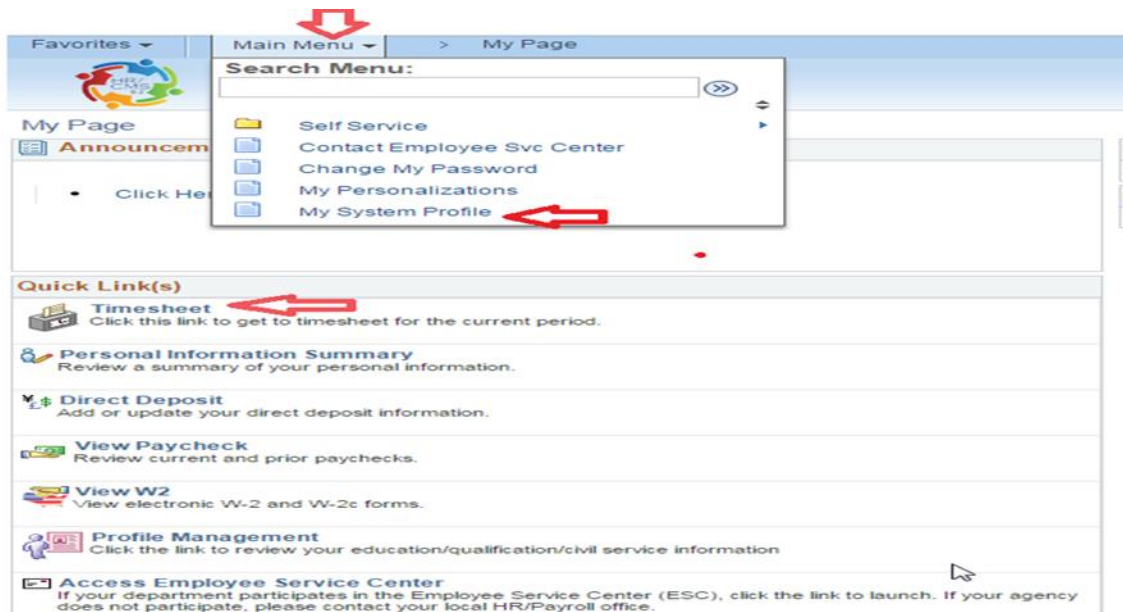 Favorites Main Menu > My Page
Search Menu:
HR/
CMS
Self Service
Contact Employee Svc Center
Change My Password
My Personalizations
My System Profile
My Page
Announcem
• Click Her
Quick Link(s)
Timesheet
Click this link to get to timesheet for the current period.
Personal Information Summary
Review a summary of your personal information.
Direct Deposit
Add or update your direct deposit information.
View Paycheck
Review current and prior paychecks.
View W2
View electronic W-2 and W-2c forms.
Profile Management
Click the link to review your education/qualification/civil service information
Access Employee Service Center
If your department participates in the Employee Service Center (ESC), click the link to launch. If your agency
does not participate, please contact your local HR/Payroll office.